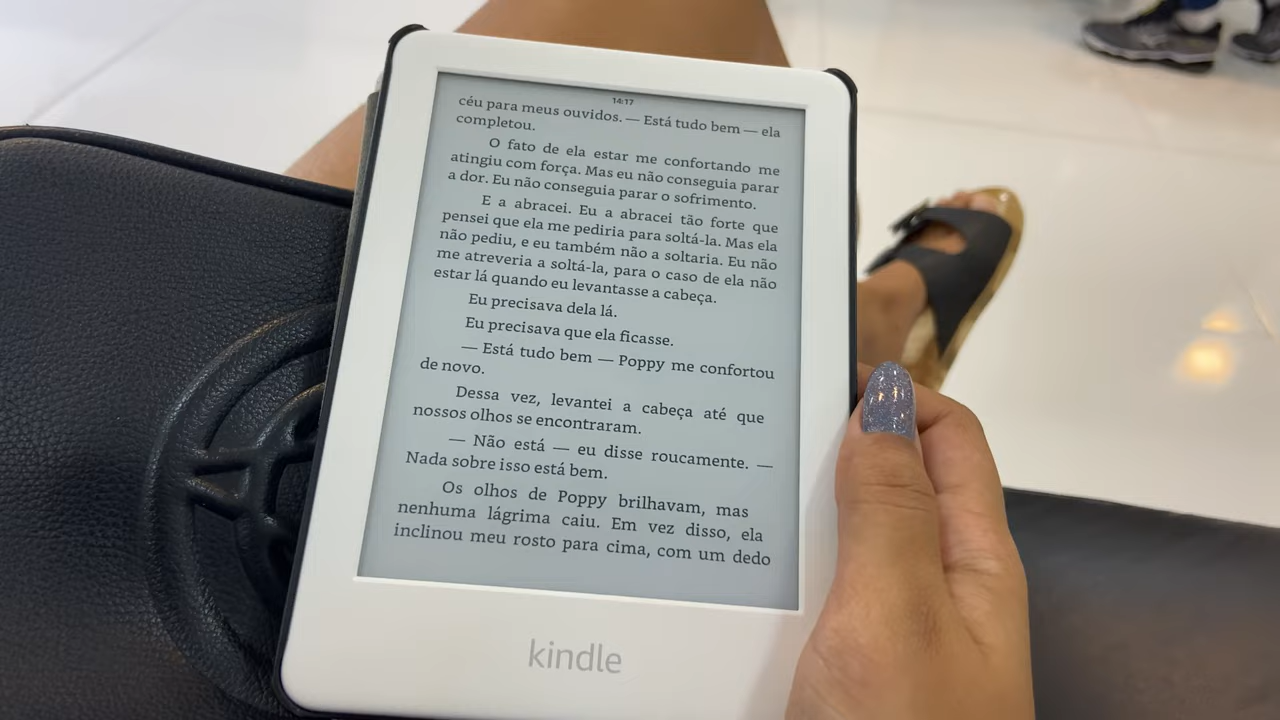 14:17
céu para meus ouvidos. — Está tudo bem — ela
completou.
O fato de ela estar me confortando me
atingiu com força. Mas eu não conseguia parar
a dor. Eu não conseguia parar o sofrimento.
E a abracei. Eu a abracei tão forte que
pensei que ela me pediria para soltá-la. Mas ela
não pediu, e eu também não a soltaria. Eu não
me atreveria a soltá-la, para o caso de ela não
estar lá quando eu levantasse a cabeça.
Eu precisava dela lá.
Eu precisava que ela ficasse.
— Está tudo bem — Poppy me confortou
de novo.
Dessa vez, levantei a cabeça até que
nossos olhos se encontraram.
— Não está — eu disse roucamente. —
Nada sobre isso está bem.
Os olhos de Poppy brilhavam, mas
nenhuma lágrima caiu. Em vez disso, ela
inclinou meu rosto para cima, com um dedo
kindle